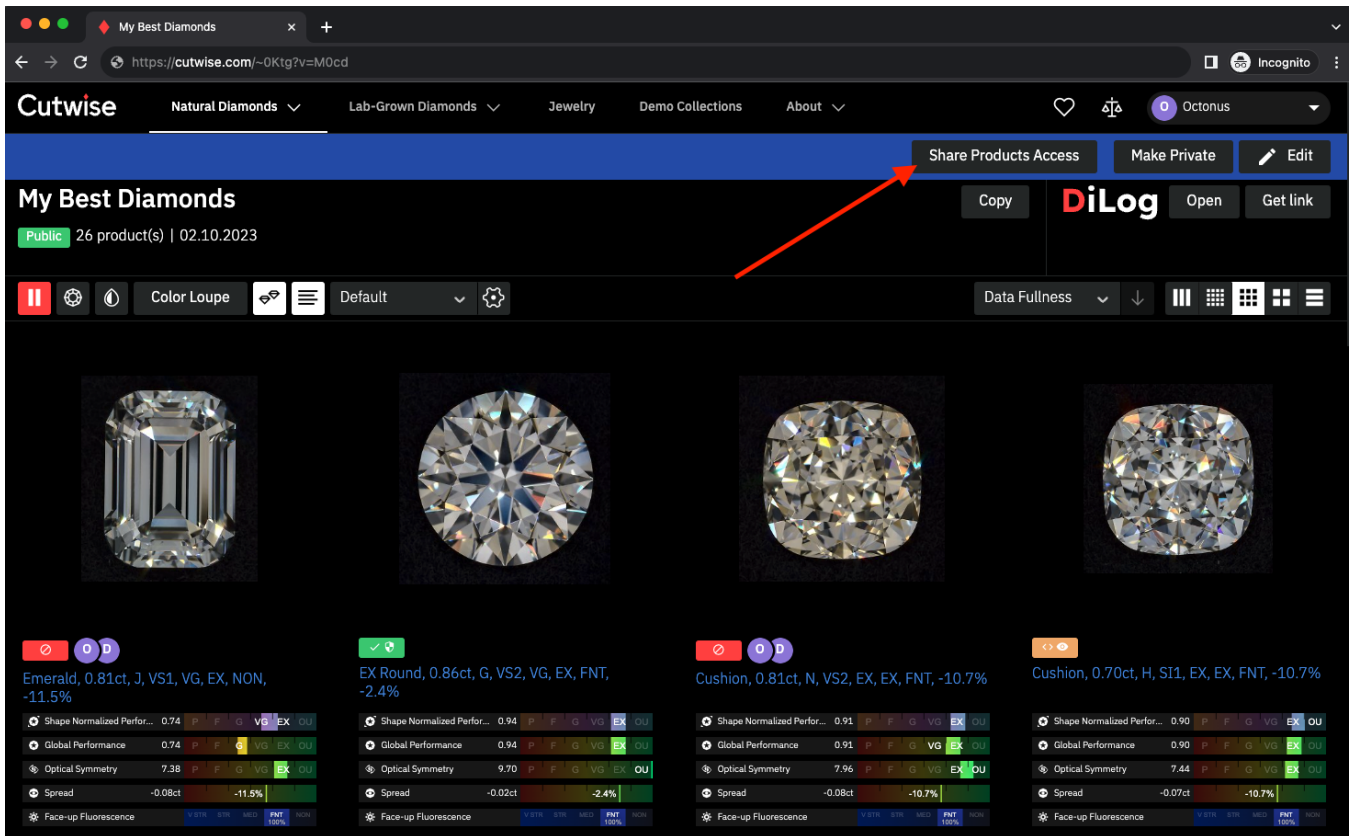 My Best Diamonds
https://cutwise.com/~0Ktg?v=M0cd
Incognito
Cutwise
Natural Diamonds
Lab-Grown Diamonds
Jewelry
Demo Collections
About
O
Octonus
Share Products Access
Make Private
Edit
My Best Diamonds
Copy
DiLog
Open
Get link
Public 26 product(s) | 02.10.2023
Color Loupe
Default
Data Fullness
O D
Emerald, 0.81ct, J, VS1, VG, EX, NON,
-11.5%
Shape Normalized Perfor... 0.74 P F G VG EX OU
Global Performance 0.74 P F G VG EX OU
Optical Symmetry 7.38 P F G VG EX OU
Spread -0.08ct -11.5%
Face-up Fluorescence V STR STR MED FNT NON
100%
EX Round, 0.86ct, G, VS2, VG, EX, FNT,
-2.4%
Shape Normalized Perfor... 0.94 P F G VG EX OU
Global Performance 0.94 P F G VG EX OU
Optical Symmetry 9.70 P F G VG EX OU
Spread -0.02ct -2.4%
Face-up Fluorescence V STR STR MED FNT NON
100%
O D
Cushion, 0.81ct, N, VS2, EX, EX, FNT, -10.7%
Shape Normalized Perfor... 0.91 P F G VG EX OU
Global Performance 0.91 P F G VG EX OU
Optical Symmetry 7.96 P F G VG EX OU
Spread -0.08ct -10.7%
Face-up Fluorescence V STR STR MED FNT NON
100%
Cushion, 0.70ct, H, SI1, EX, EX, FNT, -10.7%
Shape Normalized Perfor... 0.90 P F G VG EX OU
Global Performance 0.90 P F G VG EX OU
Optical Symmetry 7.44 P F G VG EX OU
Spread -0.07ct -10.7%
Face-up Fluorescence V STR STR MED FNT NON
100%